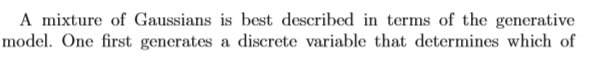 A mixture of Gaussians is best described in terms of the generative
model. One first generates a discrete variable that determines which of